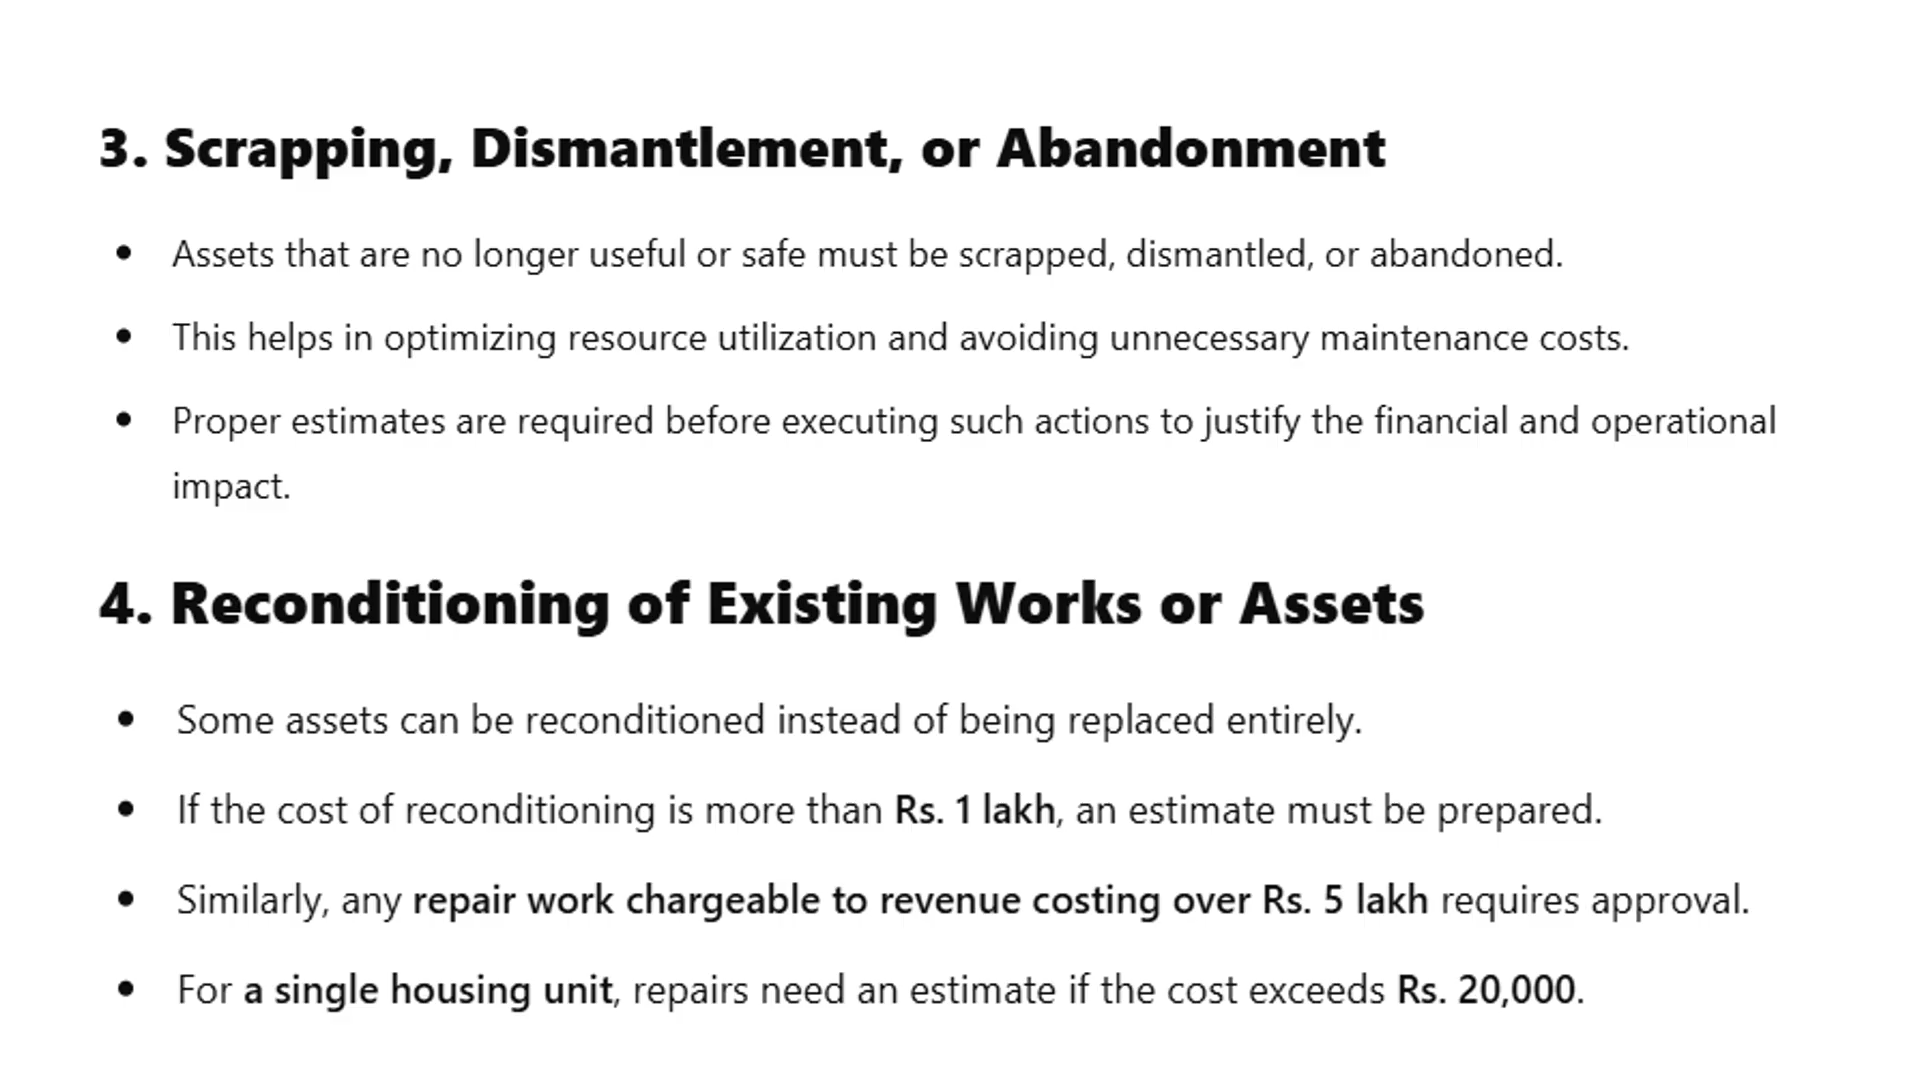 3. Scrapping, Dismantlement, or Abandonment
• Assets that are no longer useful or safe must be scrapped, dismantled, or abandoned.
• This helps in optimizing resource utilization and avoiding unnecessary maintenance costs.
• Proper estimates are required before executing such actions to justify the financial and operational
impact.
4. Reconditioning of Existing Works or Assets
• Some assets can be reconditioned instead of being replaced entirely.
• If the cost of reconditioning is more than Rs. 1 lakh, an estimate must be prepared.
• Similarly, any repair work chargeable to revenue costing over Rs. 5 lakh requires approval.
• For a single housing unit, repairs need an estimate if the cost exceeds Rs. 20,000.